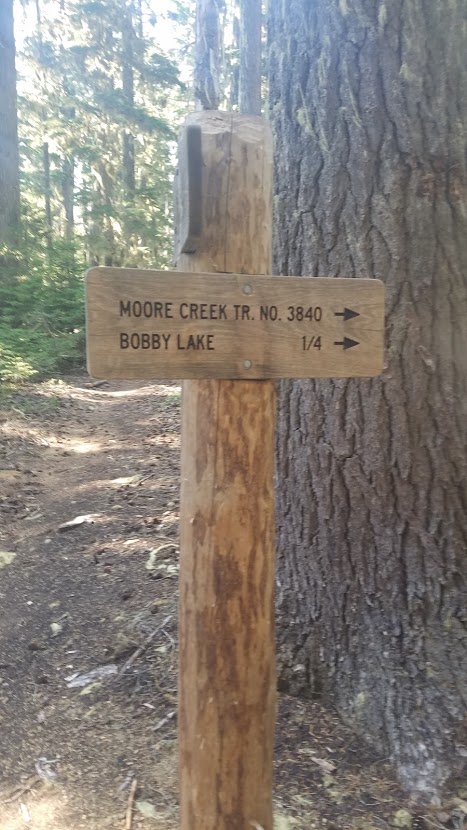 MOORE CREEK TR. NO. 3840 →
BOBBY LAKE 1/4 →